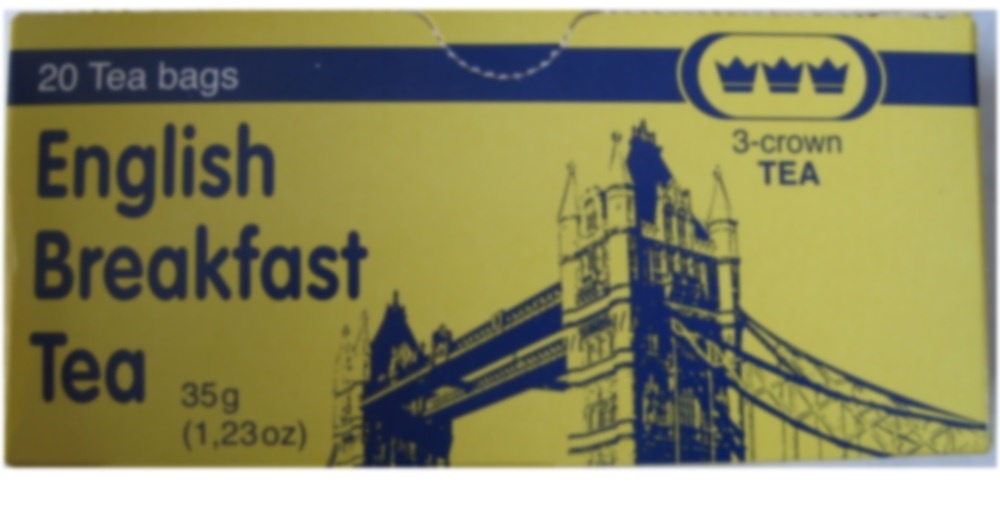 20 Tea bags
3-crown
TEA
English
Breakfast
Tea
35g
(1,23oz)